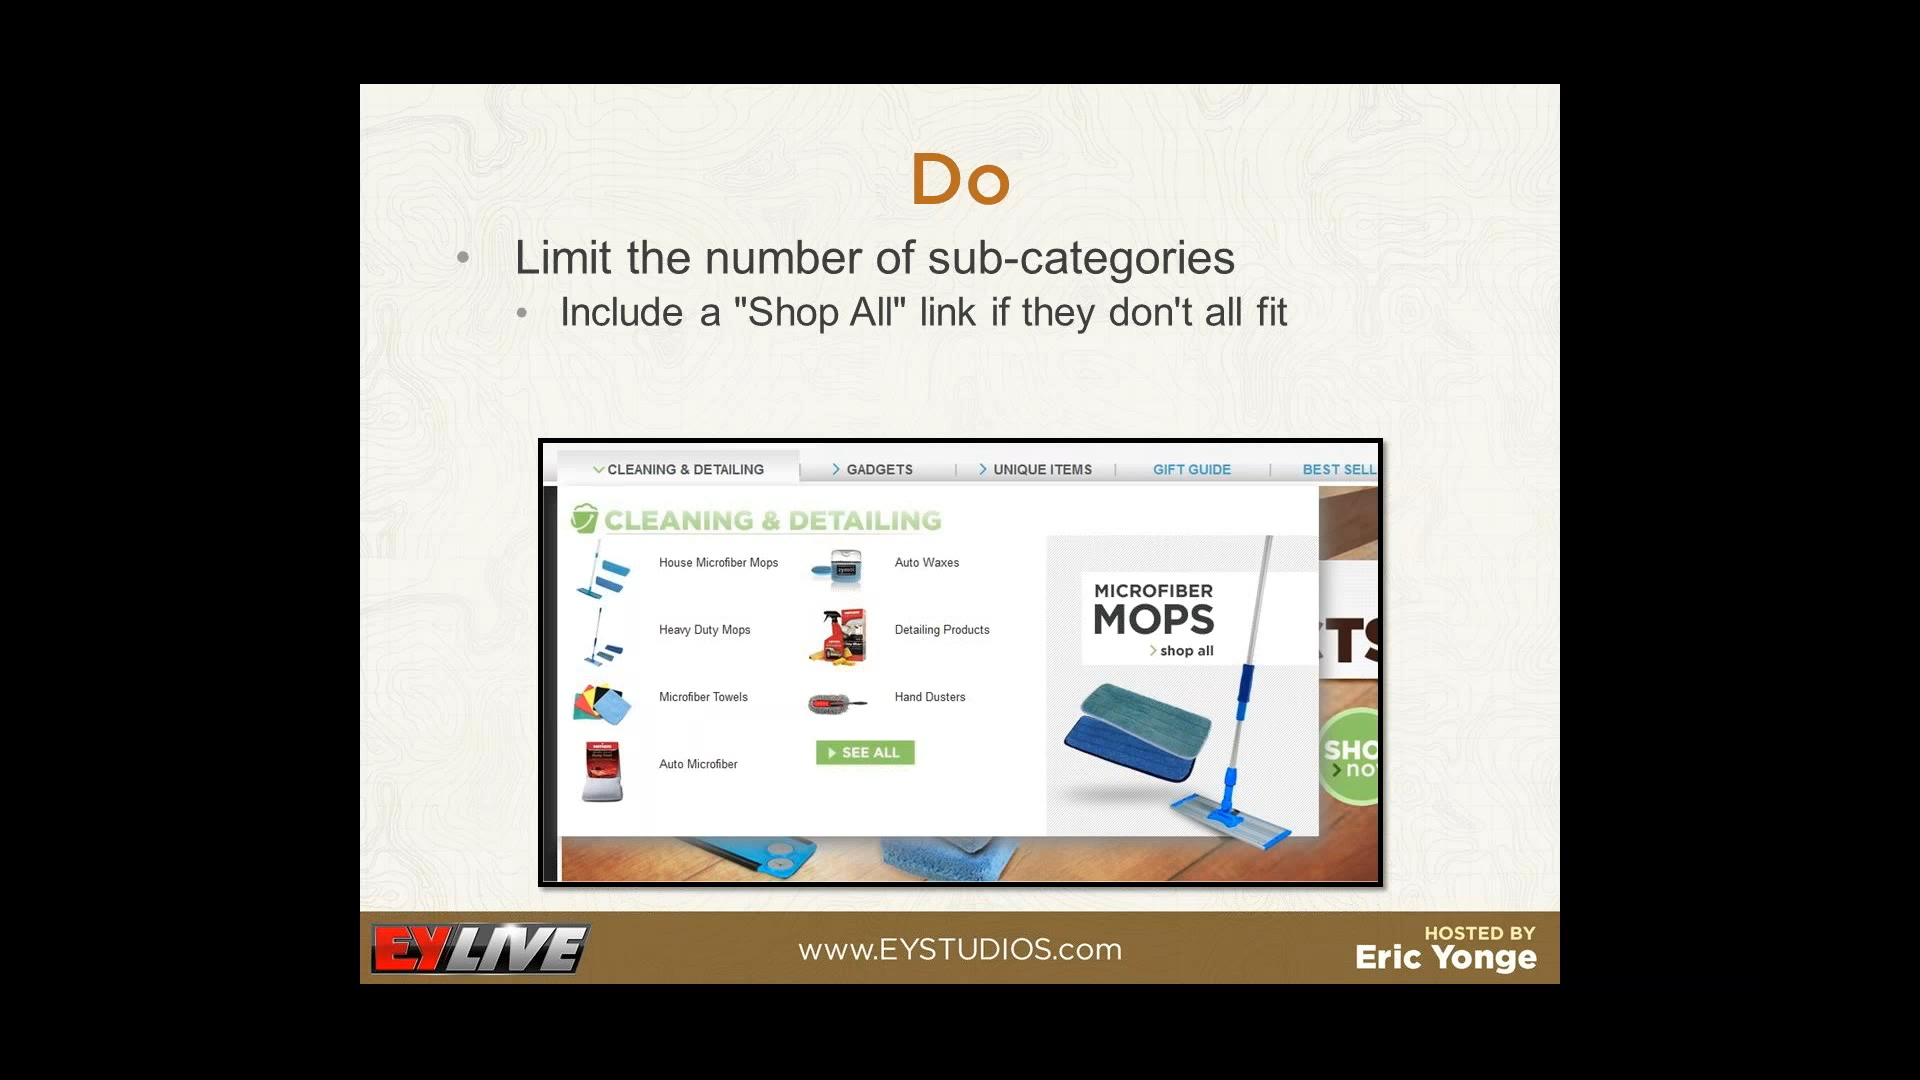 Do
• Limit the number of sub-categories
• Include a "Shop All" link if they don't all fit
CLEANING & DETAILING | GADGETS | UNIQUE ITEMS | GIFT GUIDE | BEST SELL
CLEANING & DETAILING
House Microfiber Mops
Heavy Duty Mops
Microfiber Towels
Auto Microfiber
Auto Waxes
Detailing Products
Hand Dusters
SEE ALL
MICROFIBER
MOPS
shop all
TS
SHO
no
EYLIVE
www.EYSTUDIOS.com
HOSTED BY
Eric Yonge